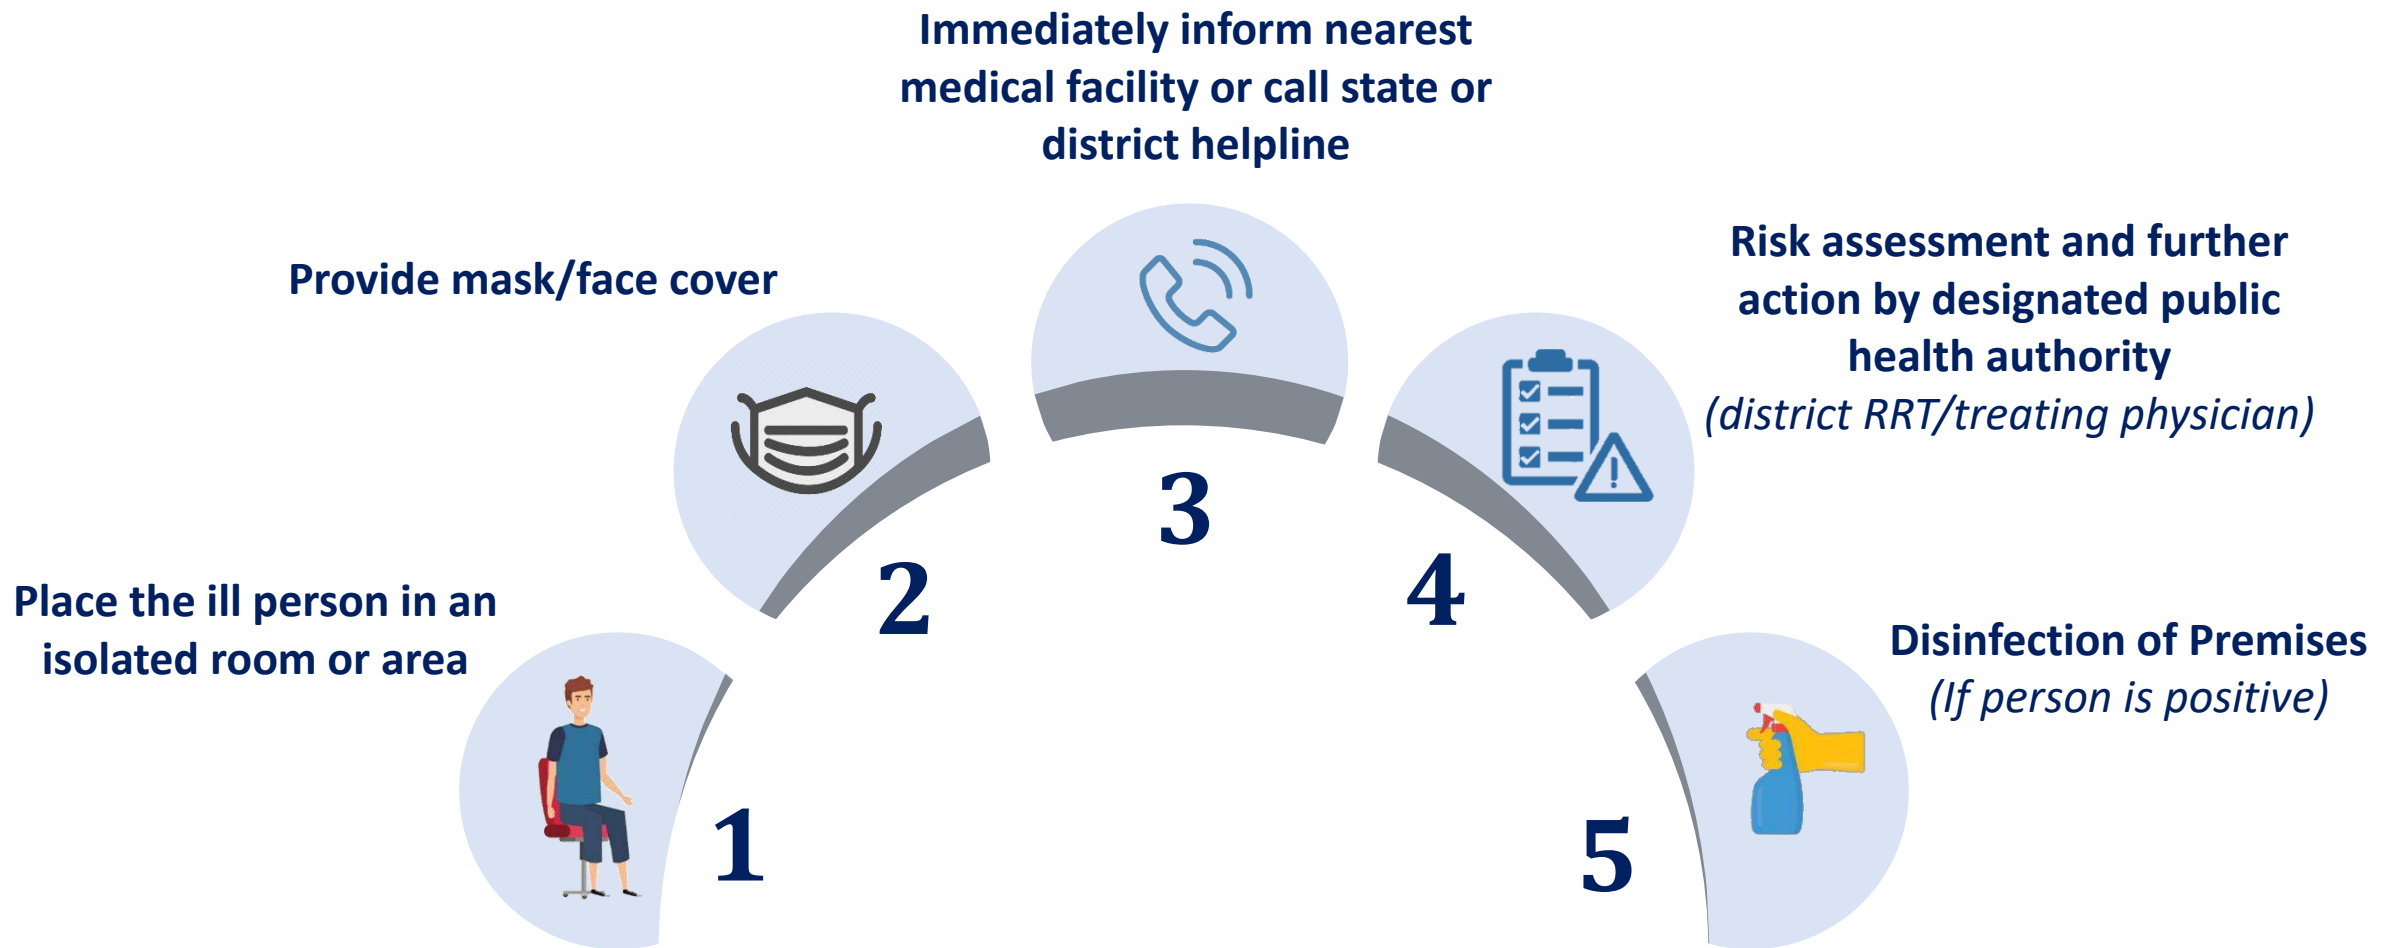 Place the ill person in an
isolated room or area
1
Provide mask/face cover
2
Immediately inform nearest
medical facility or call state or
district helpline
3
Risk assessment and further
action by designated public
health authority
(district RRT/treating physician)
4
Disinfection of Premises
(If person is positive)
5